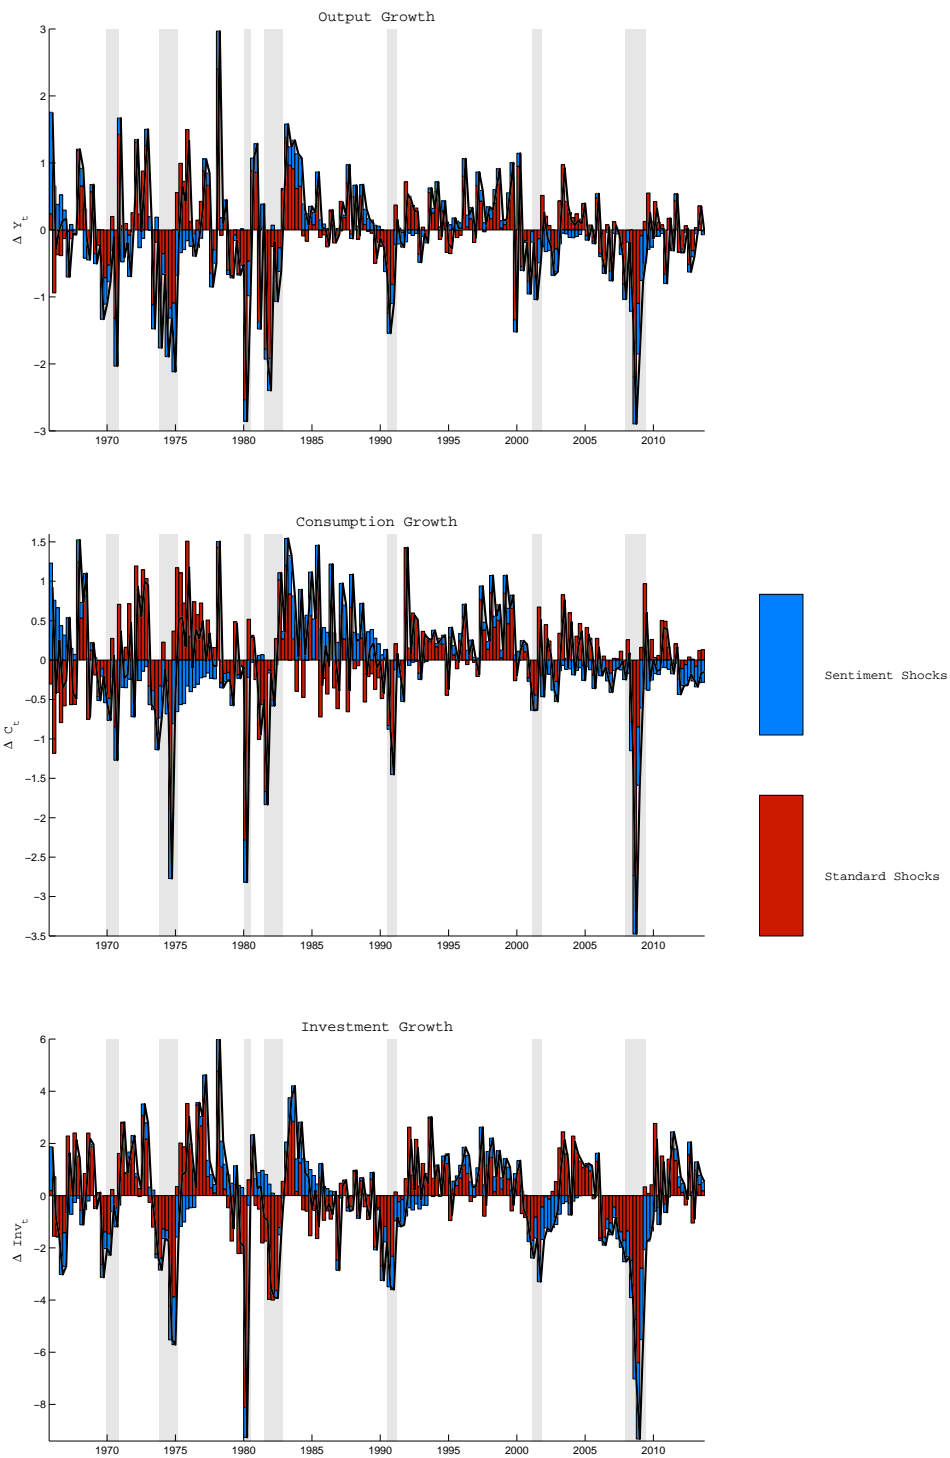 Output Growth
3
2
1
0
−1
−2
−3
Δ Y_t
1970 1975 1980 1985 1990 1995 2000 2005 2010
Consumption Growth
1.5
1
0.5
0
−0.5
−1
−1.5
−2
−2.5
−3
−3.5
Δ C_t
1970 1975 1980 1985 1990 1995 2000 2005 2010
Sentiment Shocks
Standard Shocks
Investment Growth
6
4
2
0
−2
−4
−6
−8
Δ Inv_t
1970 1975 1980 1985 1990 1995 2000 2005 2010